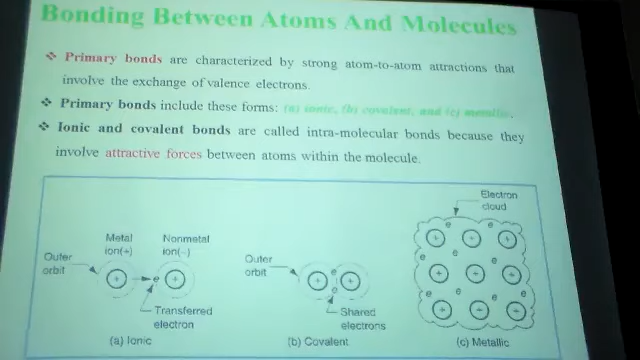 Bonding Between Atoms And Molecules
❖ Primary bonds are characterized by strong atom-to-atom attractions that
involve the exchange of valence electrons.
❖ Primary bonds include these forms: (a) ionic, (b) covalent, and (c) metallic.
❖ Ionic and covalent bonds are called intra-molecular bonds because they
involve attractive forces between atoms within the molecule.
Electron
cloud
Metal
ion(+)
Nonmetal
ion(−)
Outer
orbit
Outer
orbit
+ e +
+ e e +
e e e e e e e e
+ + +
+ + +
+ + +
Transferred
electron
Shared
electrons
(a) Ionic
(b) Covalent
(c) Metallic